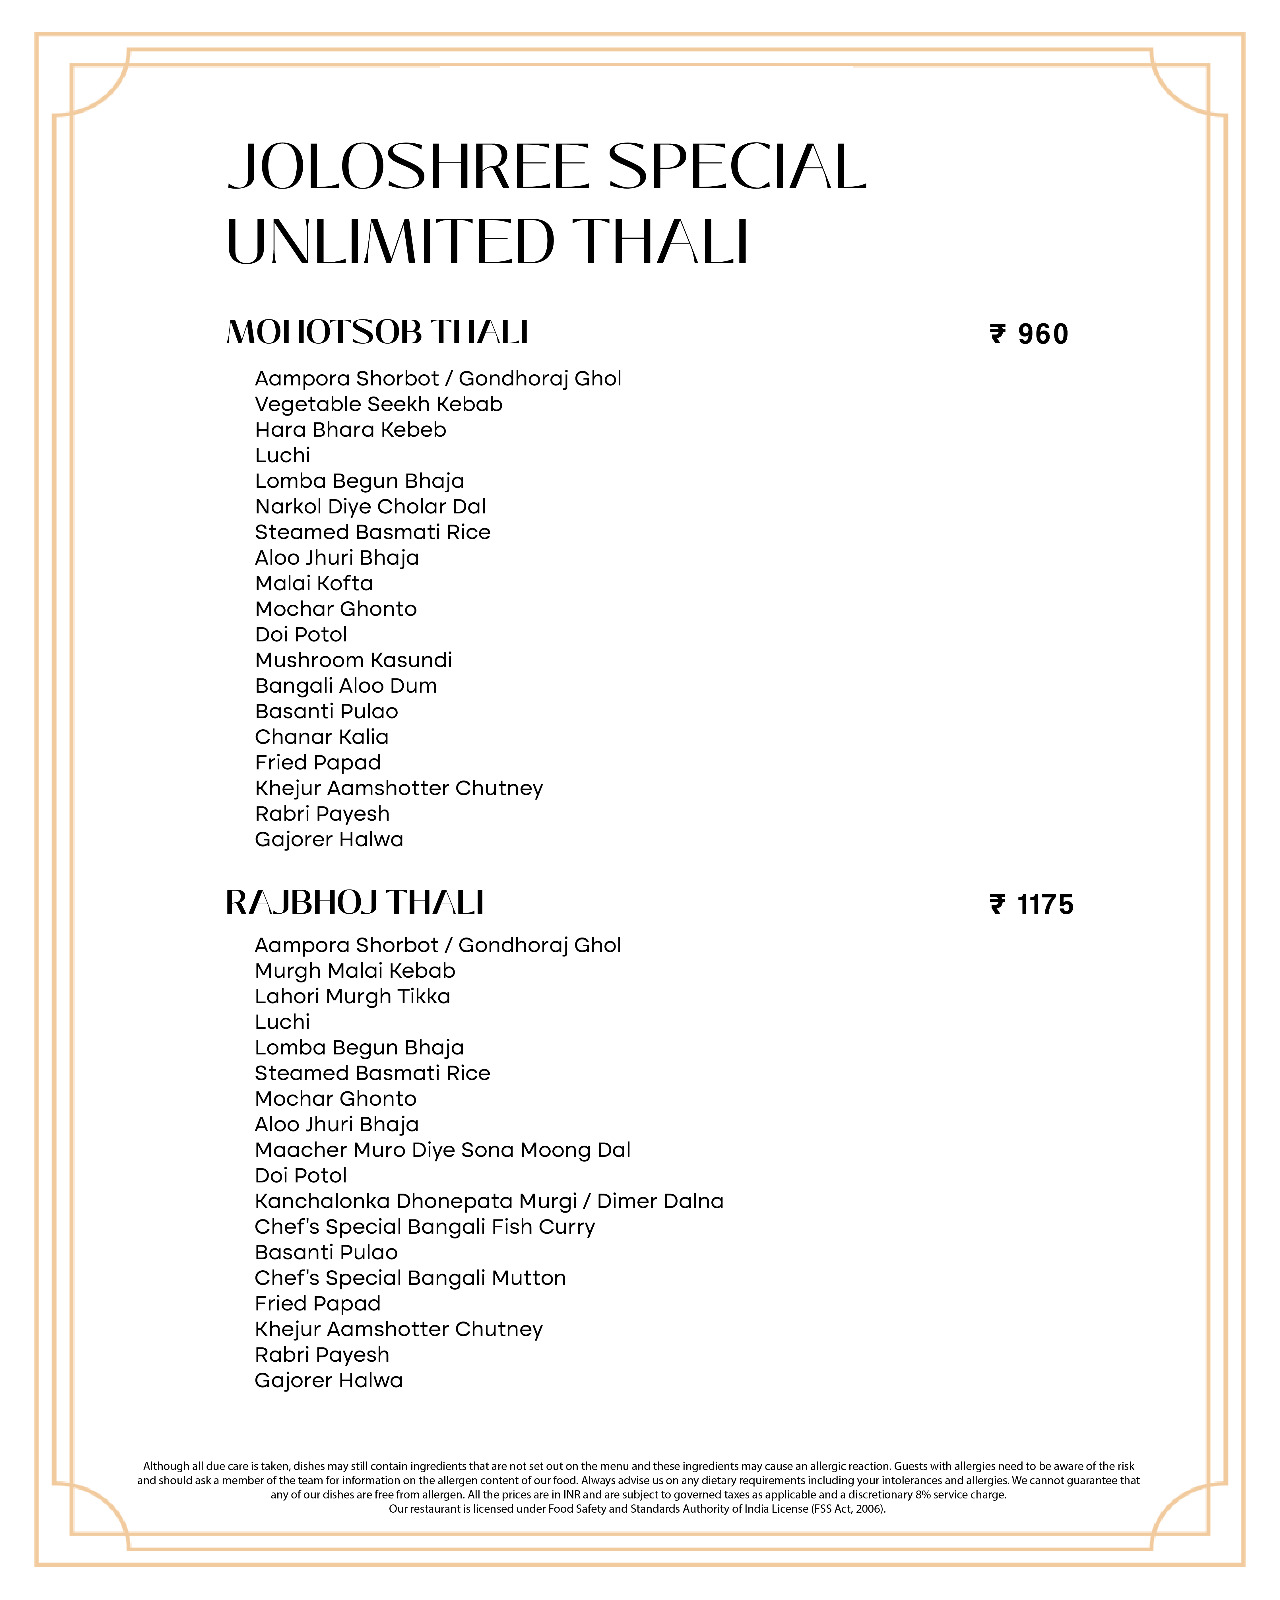 JOLOSHREE SPECIAL
UNLIMITED THALI
MOHOTSOB THALI ₹ 960
Aampora Shorbot / Gondhoraj Ghol
Vegetable Seekh Kebab
Hara Bhara Kebeb
Luchi
Lomba Begun Bhaja
Narkol Diye Cholar Dal
Steamed Basmati Rice
Aloo Jhuri Bhaja
Malai Kofta
Mochar Ghonto
Doi Potol
Mushroom Kasundi
Bangali Aloo Dum
Basanti Pulao
Chanar Kalia
Fried Papad
Khejur Aamshotter Chutney
Rabri Payesh
Gajorer Halwa
RAJBHOJ THALI ₹ 1175
Aampora Shorbot / Gondhoraj Ghol
Murgh Malai Kebab
Lahori Murgh Tikka
Luchi
Lomba Begun Bhaja
Steamed Basmati Rice
Mochar Ghonto
Aloo Jhuri Bhaja
Maacher Muro Diye Sona Moong Dal
Doi Potol
Kanchalonka Dhonepata Murgi / Dimer Dalna
Chef's Special Bangali Fish Curry
Basanti Pulao
Chef's Special Bangali Mutton
Fried Papad
Khejur Aamshotter Chutney
Rabri Payesh
Gajorer Halwa
Although all due care is taken, dishes may still contain ingredients that are not set out on the menu and these ingredients may cause an allergic reaction. Guests with allergies need to be aware of the risk
and should ask a member of the team for information on the allergen content of our food. Always advise us on any dietary requirements including your intolerances and allergies. We cannot guarantee that
any of our dishes are free from allergen. All the prices are in INR and are subject to governed taxes as applicable and a discretionary 8% service charge.
Our restaurant is licensed under Food Safety and Standards Authority of India License (FSS Act, 2006).